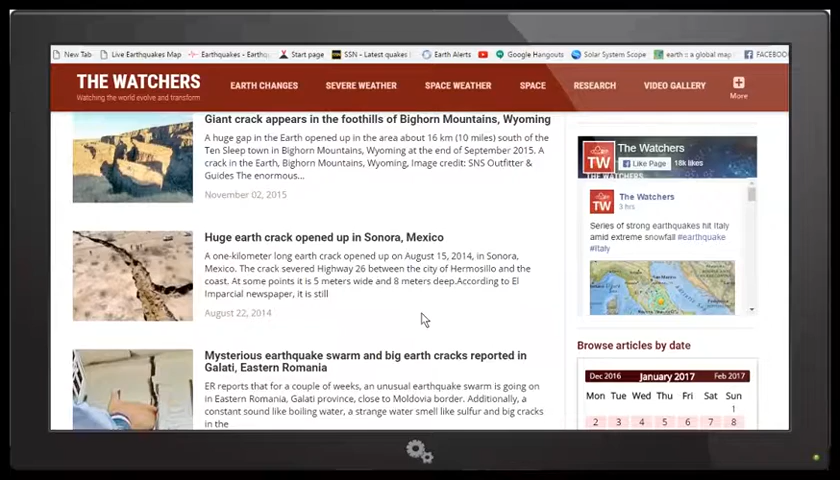 New Tab Live Earthquakes Map Earthquakes - Earthq Start page SSN - Latest quakes Earth Alerts Google Hangouts Solar System Scope earth :: a global map FACEBOO
THE WATCHERS
Watching the world evolve and transform
EARTH CHANGES SEVERE WEATHER SPACE WEATHER SPACE RESEARCH VIDEO GALLERY More
Giant crack appears in the foothills of Bighorn Mountains, Wyoming
A huge gap in the Earth opened up in the area about 16 km (10 miles) south of the
Ten Sleep town in Bighorn Mountains, Wyoming at the end of September 2015. A
crack in the Earth, Bighorn Mountains, Wyoming, Image credit: SNS Outfitter &
Guides The enormous...
November 02, 2015
Huge earth crack opened up in Sonora, Mexico
A one-kilometer long earth crack opened up on August 15, 2014, in Sonora,
Mexico. The crack severed Highway 26 between the city of Hermosillo and the
coast. At some points it is 5 meters wide and 8 meters deep.According to El
Imparcial newspaper, it is still
August 22, 2014
Mysterious earthquake swarm and big earth cracks reported in
Galati, Eastern Romania
ER reports that for a couple of weeks, an unusual earthquake swarm is going on
in Eastern Romania, Galati province, close to Moldovia border. Additionally, a
constant sound like boiling water, a strange water smell like sulfur and big cracks
in the
The Watchers
TW
Like Page 18k likes
THE WATCHERS
TW
The Watchers
3 hrs
Series of strong earthquakes hit Italy
amid extreme snowfall #earthquake
#Italy
Browse articles by date
Dec 2016 January 2017 Feb 2017
Mon Tue Wed Thu Fri Sat Sun
1
2 3 4 5 6 7 8